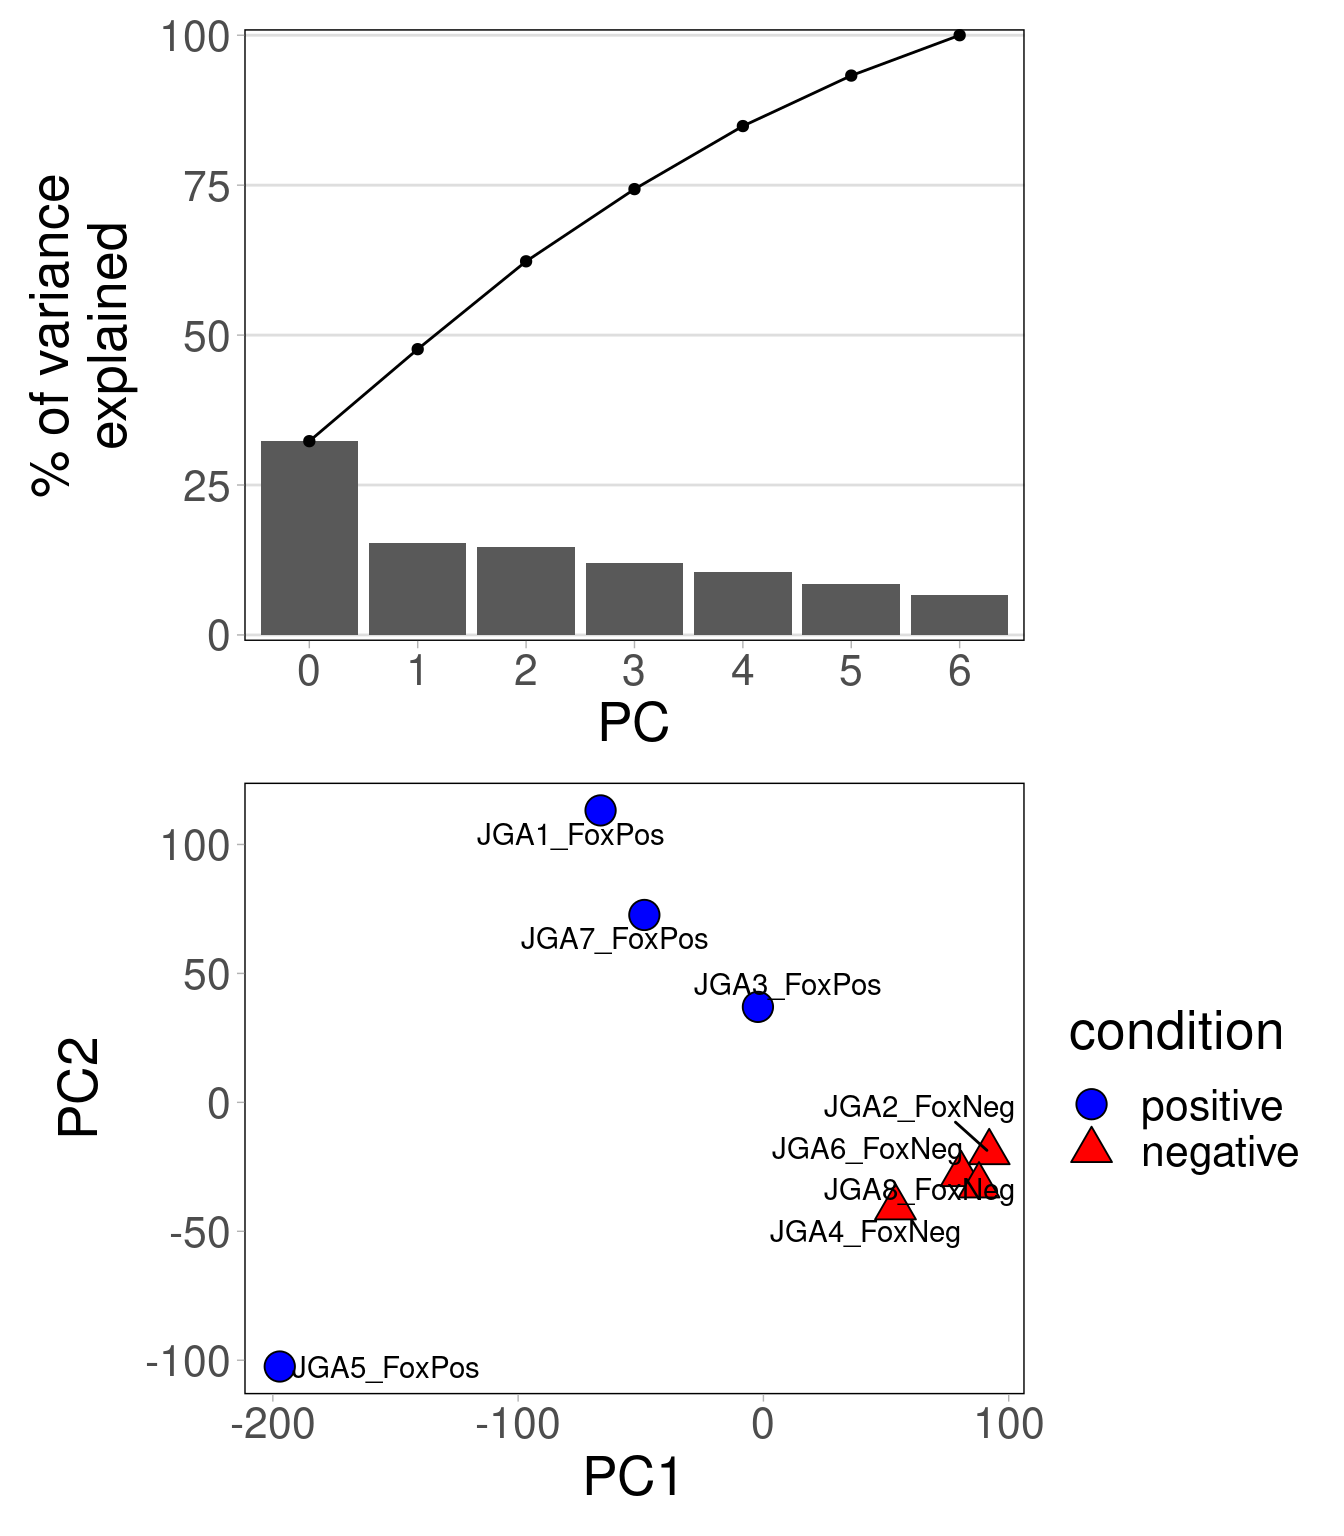 100
75
50
25
0
% of variance
explained
0 1 2 3 4 5 6
PC
100
50
0
-50
-100
PC2
JGA1_FoxPos
JGA7_FoxPos
JGA3_FoxPos
JGA2_FoxNeg
JGA6_FoxNeg
JGA8_FoxNeg
JGA4_FoxNeg
JGA5_FoxPos
-200 -100 0 100
PC1
condition
positive
negative